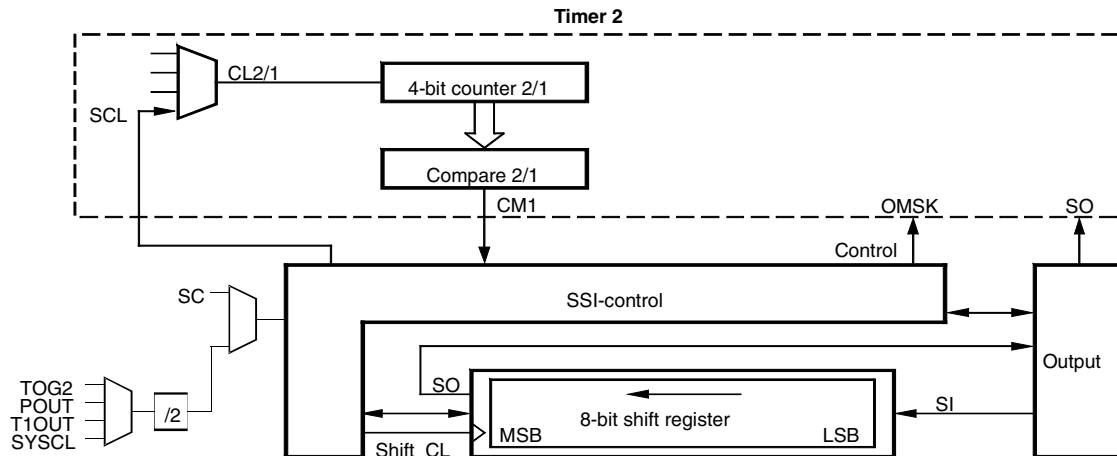 Timer 2
CL2/1
4-bit counter 2/1
SCL
Compare 2/1
CM1
OMSK
SO
Control
SC
SSI-control
TOG2
POUT
T1OUT
SYSCL
/2
SO
Output
SI
8-bit shift register
MSB
LSB
Shift_CL